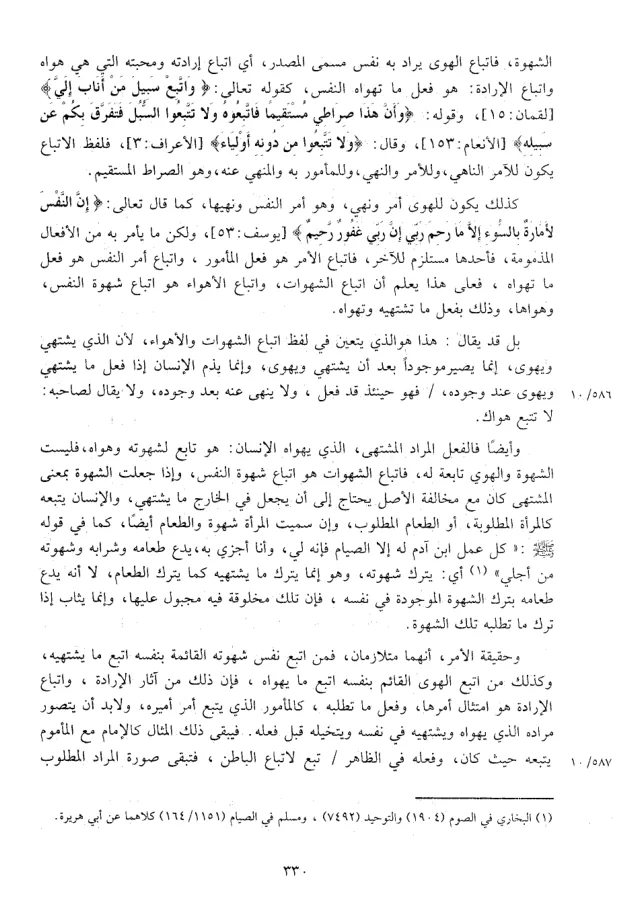 الشهوة، فاتباع الهوى يراد به نفس مسمى المصدر، أي اتباع إرادته ومحبته التي هي هواه
واتباع الإرادة: هو فعل ما تهواه النفس، كقوله تعالى: ﴿ وَاتَّبِعْ سَبِيلَ مَنْ أَنَابَ إِلَيَّ﴾
[لقمان:١٥]، وقوله: ﴿وَأَنَّ هَذَا صِرَاطِي مُسْتَقِيمًا فَاتَّبِعُوهُ وَلا تَتَّبِعُوا السُّبُلَ فَتَفَرَّقَ بِكُمْ عَن
سَبِيلِهِ﴾ [الأنعام:١٥٣]، وقال: ﴿وَلا تَتَّبِعُوا مِن دُونِهِ أَوْلِيَاءَ﴾ [الأعراف:٣]، فلفظ الاتباع
يكون للآمر الناهي،وللأمر والنهي،وللمأمور به والمنهي عنه،وهو الصراط المستقيم.
كذلك يكون للهوى أمر ونهي، وهو أمر النفس ونهيها، كما قال تعالى: ﴿ إِنَّ النَّفْسَ
لأَمَّارَةٌ بِالسُّوءِ إِلاَّ مَا رَحِمَ رَبِّي إِنَّ رَبِّي غَفُورٌ رَّحِيمٌ ﴾ [يوسف:٥٣]، ولكن ما يأمر به من الأفعال
المذمومة، فأحدها مستلزم للآخر، فاتباع الأمر هو فعل المأمور ، واتباع أمر النفس هو فعل
ما تهواه ، فعلى هذا يعلم أن اتباع الشهوات، واتباع الأهواء هو اتباع شهوة النفس،
وهواها، وذلك بفعل ما تشتهيه وتهواه.
بل قد يقال : هذا هوالذي يتعين في لفظ اتباع الشهوات والأهواء، لأن الذي يشتهي
ويهوى، إنما يصيرموجوداً بعد أن يشتهي ويهوى، وإنما يذم الإنسان إذا فعل ما يشتهي
ويهوى عند وجوده، / فهو حينئذ قد فعل ، ولا ينهى عنه بعد وجوده، ولا يقال لصاحبه: ١٠/٥٨٦
لا تتبع هواك.
وأيضًا فالفعل المراد المشتهى، الذي يهواه الإنسان: هو تابع لشهوته وهواه،فليست
الشهوة والهوي تابعة له، فاتباع الشهوات هو اتباع شهوة النفس، وإذا جعلت الشهوة بمعنى
المشتهى كان مع مخالفة الأصل يحتاج إلى أن يجعل في الخارج ما يشتهي، والإنسان يتبعه
كالمرأة المطلوبة، أو الطعام المطلوب، وإن سميت المرأة شهوة والطعام أيضًا، كما في قوله
ﷺ :« كل عمل ابن آدم له إلا الصيام فإنه لي، وأنا أجزي به،يدع طعامه وشرابه وشهوته
من أجلي» (١) أي: يترك شهوته، وهو إنما يترك ما يشتهيه كما يترك الطعام، لا أنه يدع
طعامه بترك الشهوة الموجودة في نفسه ، فإن تلك مخلوقة فيه مجبول عليها، وإنما يثاب إذا
ترك ما تطلبه تلك الشهوة.
وحقيقة الأمر، أنهما متلازمان، فمن اتبع نفس شهوته القائمة بنفسه اتبع ما يشتهيه،
وكذلك من اتبع الهوى القائم بنفسه اتبع ما يهواه ، فإن ذلك من آثار الإرادة ، واتباع
الإرادة هو امتثال أمرها، وفعل ما تطلبه ، كالمأمور الذي يتبع أمر أميره، ولابد أن يتصور
مراده الذي يهواه ويشتهيه في نفسه ويتخيله قبل فعله. فيبقى ذلك المثال كالإمام مع المأموم
يتبعه حيث كان، وفعله في الظاهر / تبع لاتباع الباطن ، فتبقى صورة المراد المطلوب ١٠/٥٨٧
(١) البخاري في الصوم (١٩٠٤) والتوحيد (٧٤٩٢) ، ومسلم في الصيام (١٦٤/١١٥١) كلاهما عن أبي هريرة.
٣٣٠